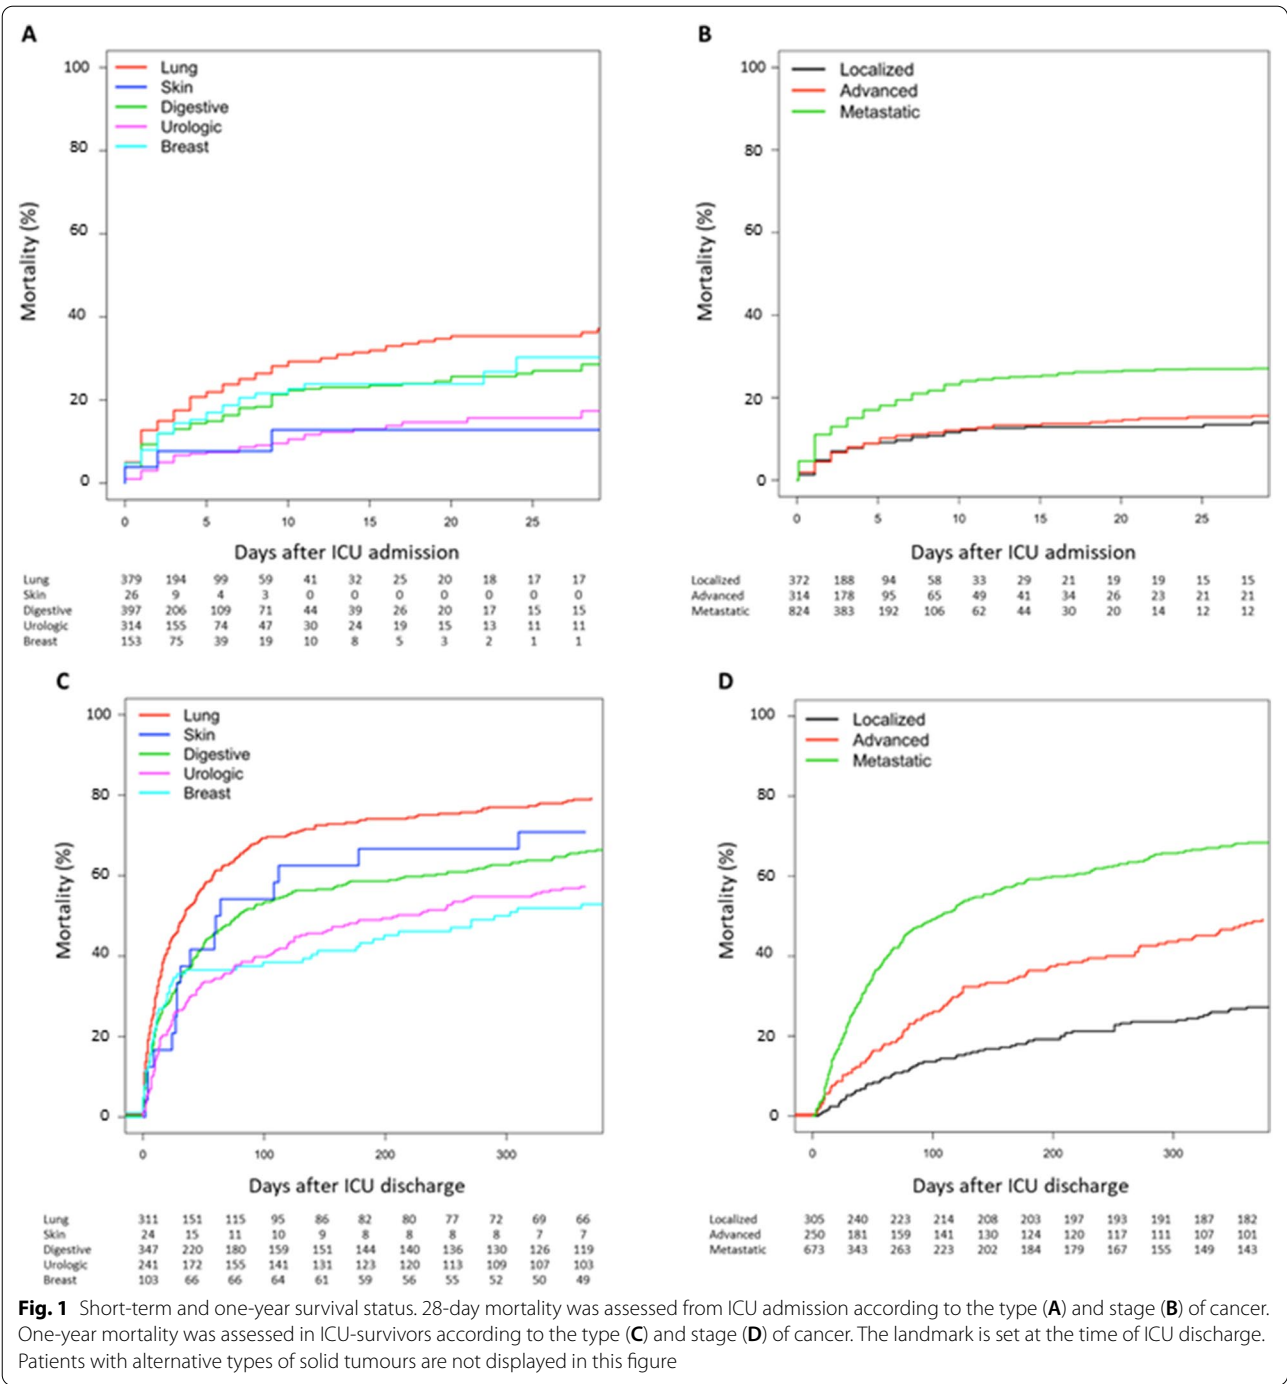 A
100
80
60
40
20
0
Mortality (%)
Lung
Skin
Digestive
Urologic
Breast
0 5 10 15 20 25
Days after ICU admission
Lung 379 194 99 59 41 32 25 20 18 17 17
Skin 26 9 4 3 0 0 0 0 0 0 0
Digestive 397 206 109 71 44 39 26 20 17 15 15
Urologic 314 155 74 47 30 24 19 15 13 11 11
Breast 153 75 39 19 10 8 5 3 2 1 1
B
100
80
60
40
20
0
Mortality (%)
Localized
Advanced
Metastatic
0 5 10 15 20 25
Days after ICU admission
Localized 372 188 94 58 33 29 21 19 19 15 15
Advanced 314 178 95 65 49 41 34 26 23 21 21
Metastatic 824 383 192 106 62 44 30 20 14 12 12
C
100
80
60
40
20
0
Mortality (%)
Lung
Skin
Digestive
Urologic
Breast
0 100 200 300
Days after ICU discharge
Lung 311 151 115 95 86 82 80 77 72 69 66
Skin 24 15 11 10 9 8 8 8 8 7 7
Digestive 347 220 180 159 151 144 140 136 130 126 119
Urologic 241 172 155 141 131 123 120 113 109 107 103
Breast 103 66 66 64 61 59 56 55 52 50 49
D
100
80
60
40
20
0
Mortality (%)
Localized
Advanced
Metastatic
0 100 200 300
Days after ICU discharge
Localized 305 240 223 214 208 203 197 193 191 187 182
Advanced 250 181 159 141 130 124 120 117 111 107 101
Metastatic 673 343 263 223 202 184 179 167 155 149 143
Fig. 1 Short-term and one-year survival status. 28-day mortality was assessed from ICU admission according to the type (A) and stage (B) of cancer.
One-year mortality was assessed in ICU-survivors according to the type (C) and stage (D) of cancer. The landmark is set at the time of ICU discharge.
Patients with alternative types of solid tumours are not displayed in this figure